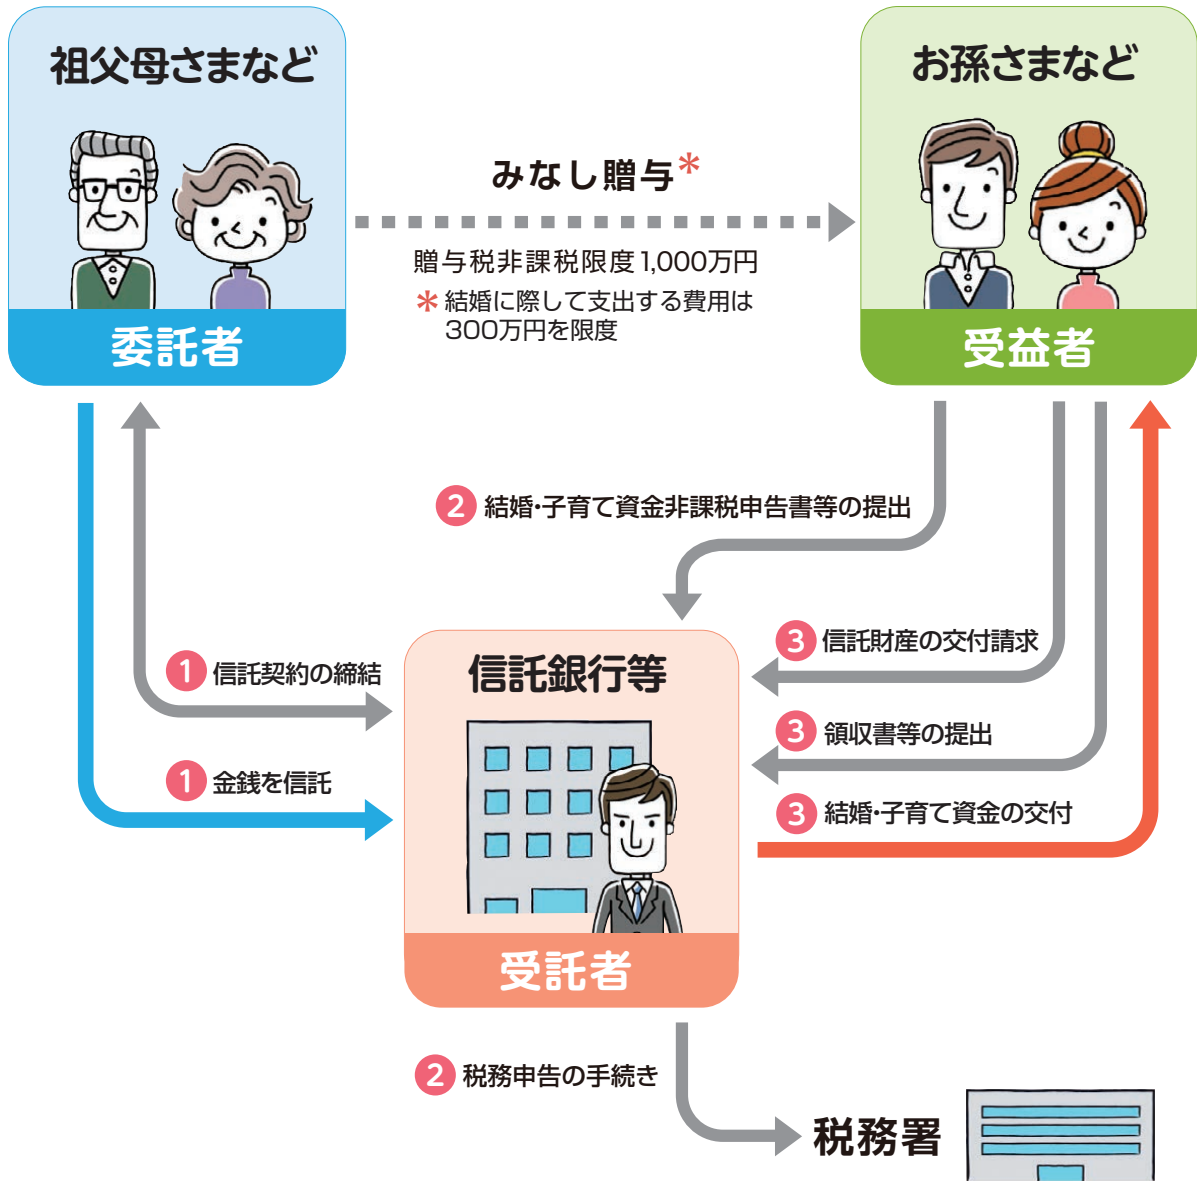 祖父母さまなど
お孫さまなど
みなし贈与*
贈与税非課税限度1,000万円
* 結婚に際して支出する費用は
300万円を限度
委託者
受益者
2 結婚・子育て資金非課税申告書等の提出
1 信託契約の締結
1 金銭を信託
信託銀行等
3 信託財産の交付請求
3 領収書等の提出
3 結婚・子育て資金の交付
受託者
2 税務申告の手続き
税務署